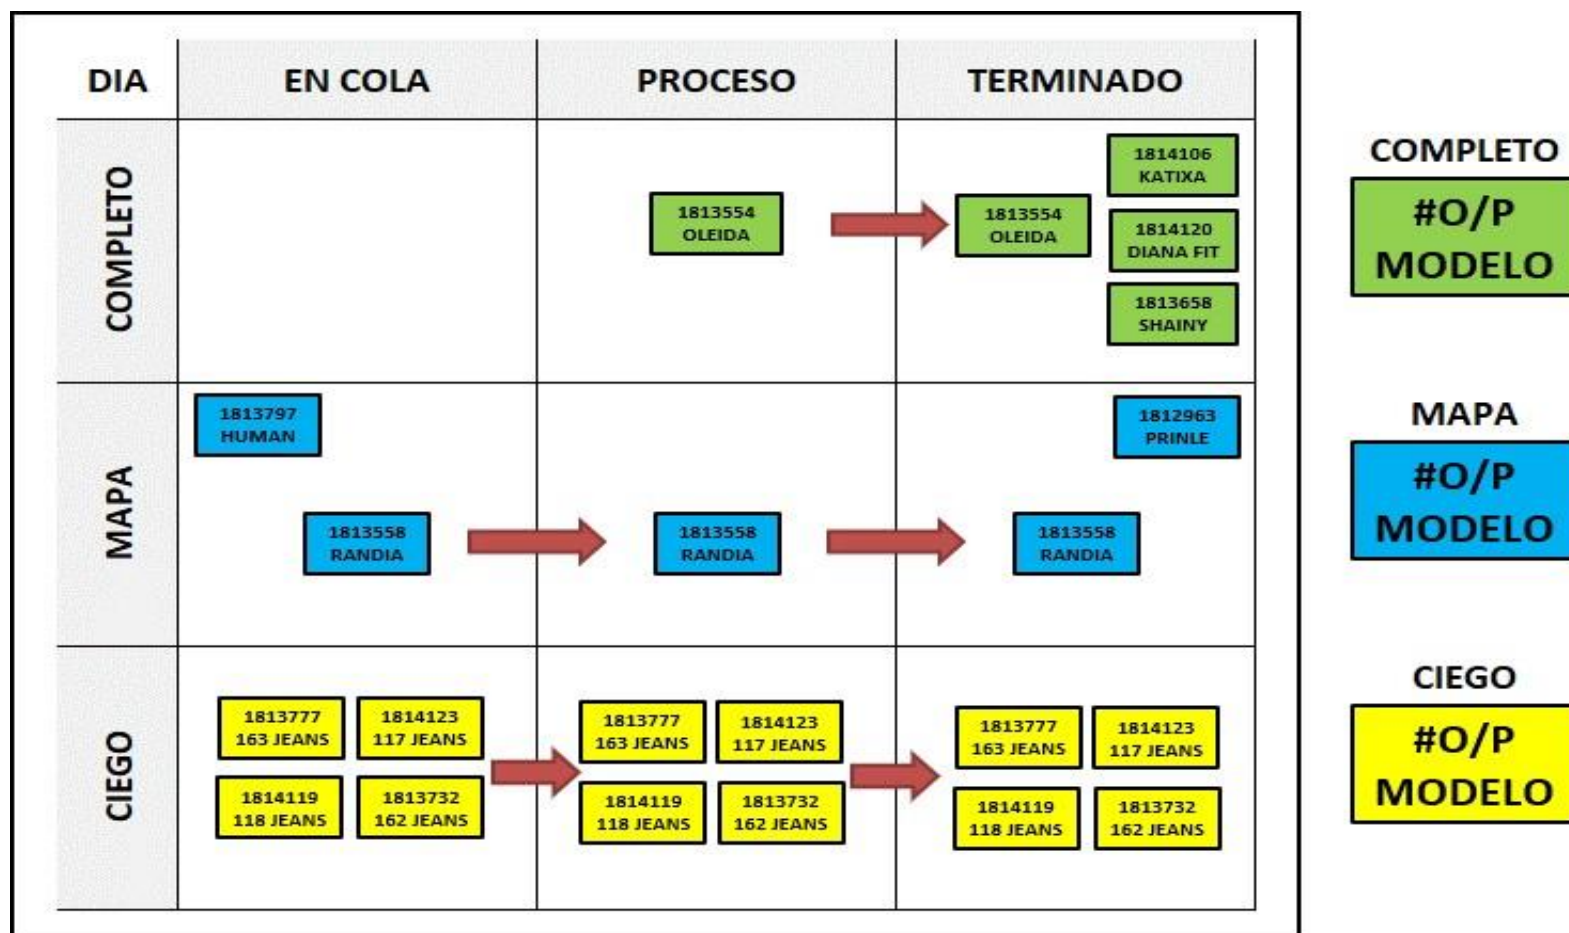 DIA
EN COLA
PROCESO
TERMINADO
COMPLETO
1813554
OLEIDA
1813554
OLEIDA
1814106
KATIXA
1814120
DIANA FIT
1813658
SHAINY
MAPA
1813797
HUMAN
1812963
PRINLE
1813558
RANDIA
1813558
RANDIA
1813558
RANDIA
CIEGO
1813777
163 JEANS
1814123
117 JEANS
1814119
118 JEANS
1813732
162 JEANS
1813777
163 JEANS
1814123
117 JEANS
1814119
118 JEANS
1813732
162 JEANS
1813777
163 JEANS
1814123
117 JEANS
1814119
118 JEANS
1813732
162 JEANS
COMPLETO
#O/P
MODELO
MAPA
#O/P
MODELO
CIEGO
#O/P
MODELO